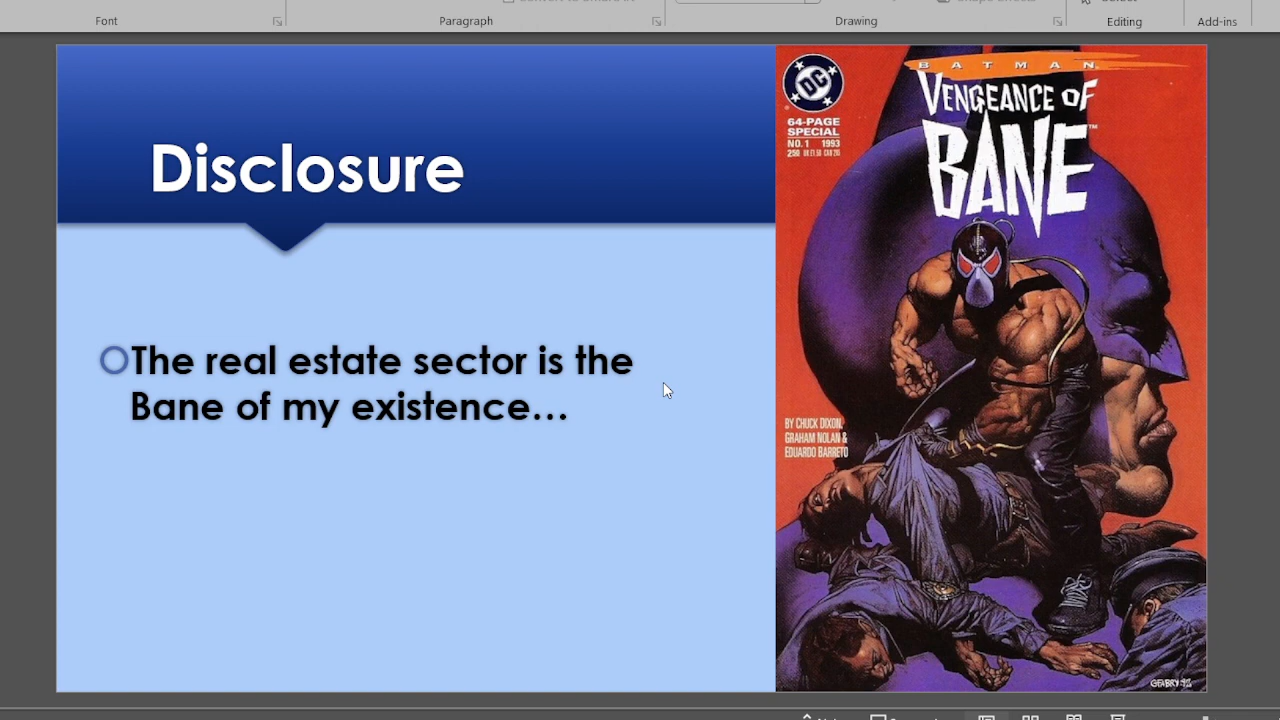 Font
Paragraph
Drawing
Editing
Add-ins
Disclosure
The real estate sector is the
Bane of my existence...
DC
64-PAGE
SPECIAL
NO. 1 1993
BATMAN
VENGEANCE OF
BANE™
BY CHUCK DIXON,
GRAHAM NOLAN &
EDUARDO BARRETO